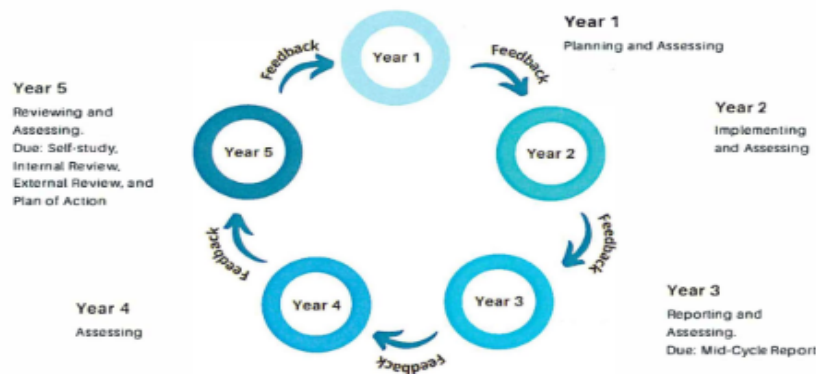 Year 1
Planning and Assessing
Feedback
Year 1
Feedback
Year 5
Reviewing and
Assessing.
Due: Self-study,
Internal Review,
External Review, and
Plan of Action
Year 2
Implementing
and Assessing
Year 5
Year 2
Feedback
Feedback
Year 4
Assessing
Year 4
Year 3
Year 3
Reporting and
Assessing.
Due: Mid-Cycle Report
Feedback